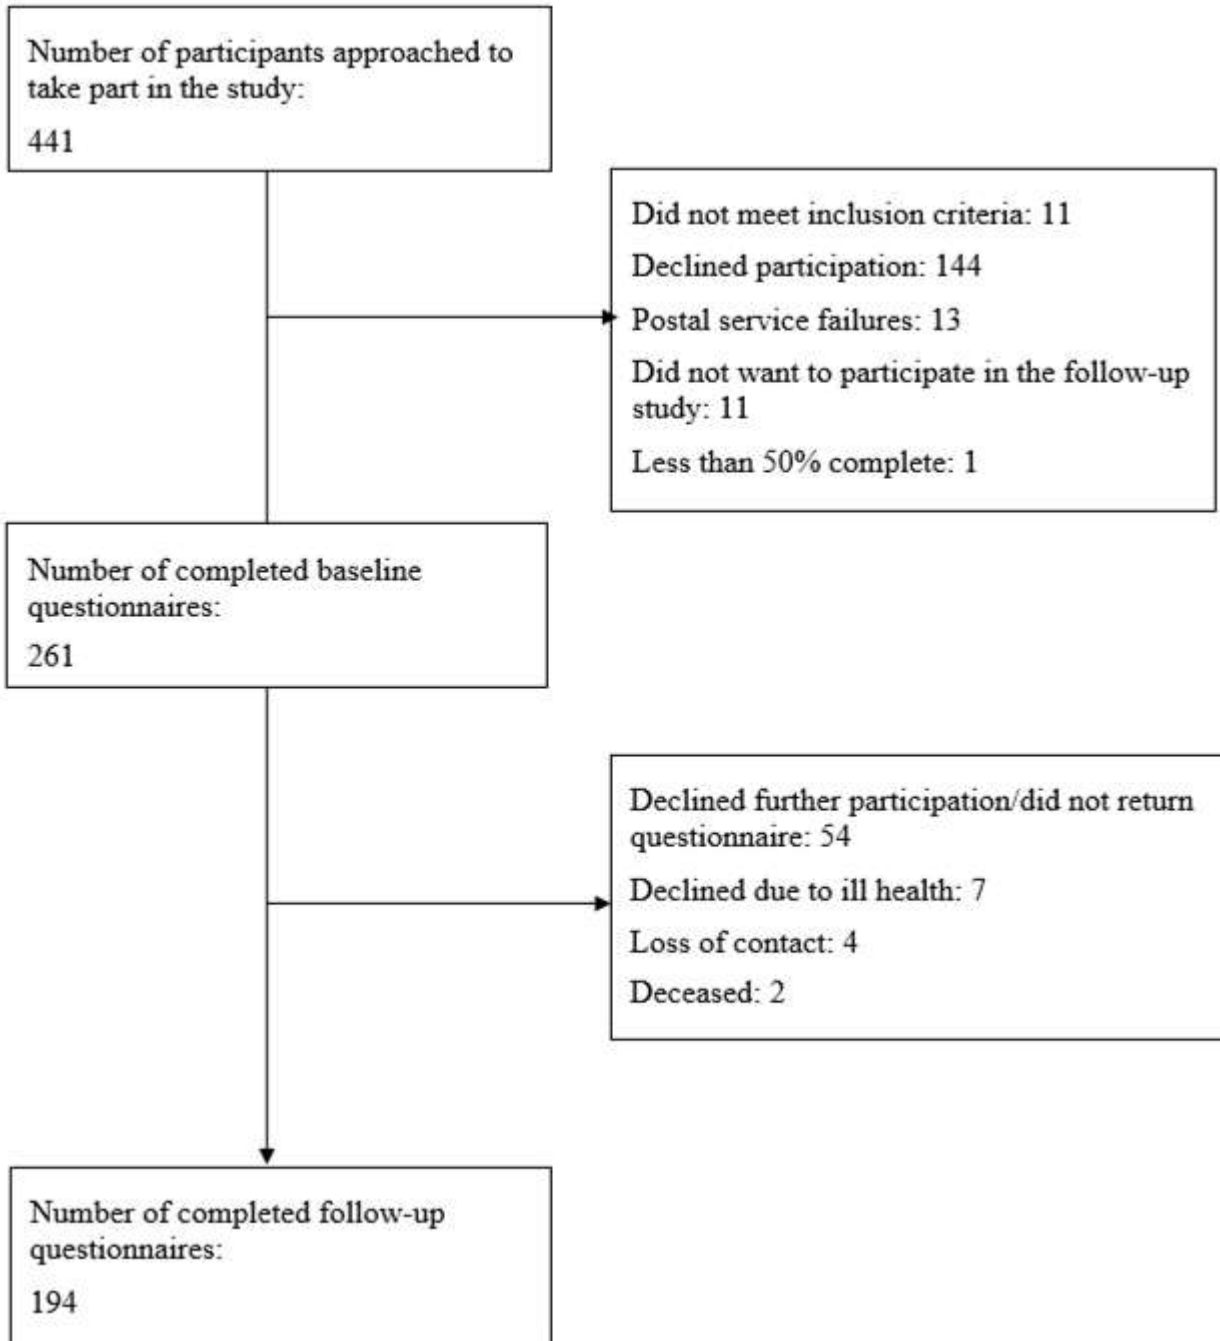 Number of participants approached to
take part in the study:
441
Did not meet inclusion criteria: 11
Declined participation: 144
Postal service failures: 13
Did not want to participate in the follow-up
study: 11
Less than 50% complete: 1
Number of completed baseline
questionnaires:
261
Declined further participation/did not return
questionnaire: 54
Declined due to ill health: 7
Loss of contact: 4
Deceased: 2
Number of completed follow-up
questionnaires:
194